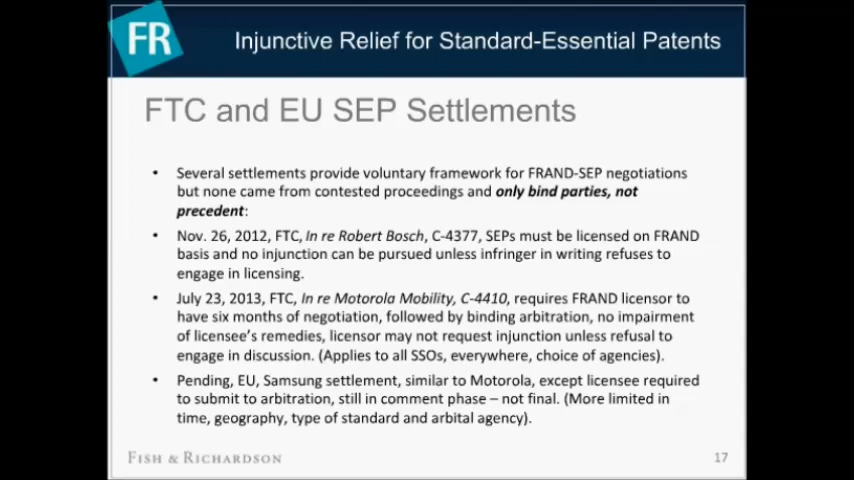 FR
Injunctive Relief for Standard-Essential Patents
FTC and EU SEP Settlements
• Several settlements provide voluntary framework for FRAND-SEP negotiations
but none came from contested proceedings and only bind parties, not
precedent:
• Nov. 26, 2012, FTC, In re Robert Bosch, C-4377, SEPs must be licensed on FRAND
basis and no injunction can be pursued unless infringer in writing refuses to
engage in licensing.
• July 23, 2013, FTC, In re Motorola Mobility, C-4410, requires FRAND licensor to
have six months of negotiation, followed by binding arbitration, no impairment
of licensee's remedies, licensor may not request injunction unless refusal to
engage in discussion. (Applies to all SSOs, everywhere, choice of agencies).
• Pending, EU, Samsung settlement, similar to Motorola, except licensee required
to submit to arbitration, still in comment phase – not final. (More limited in
time, geography, type of standard and arbital agency).
FISH & RICHARDSON
17